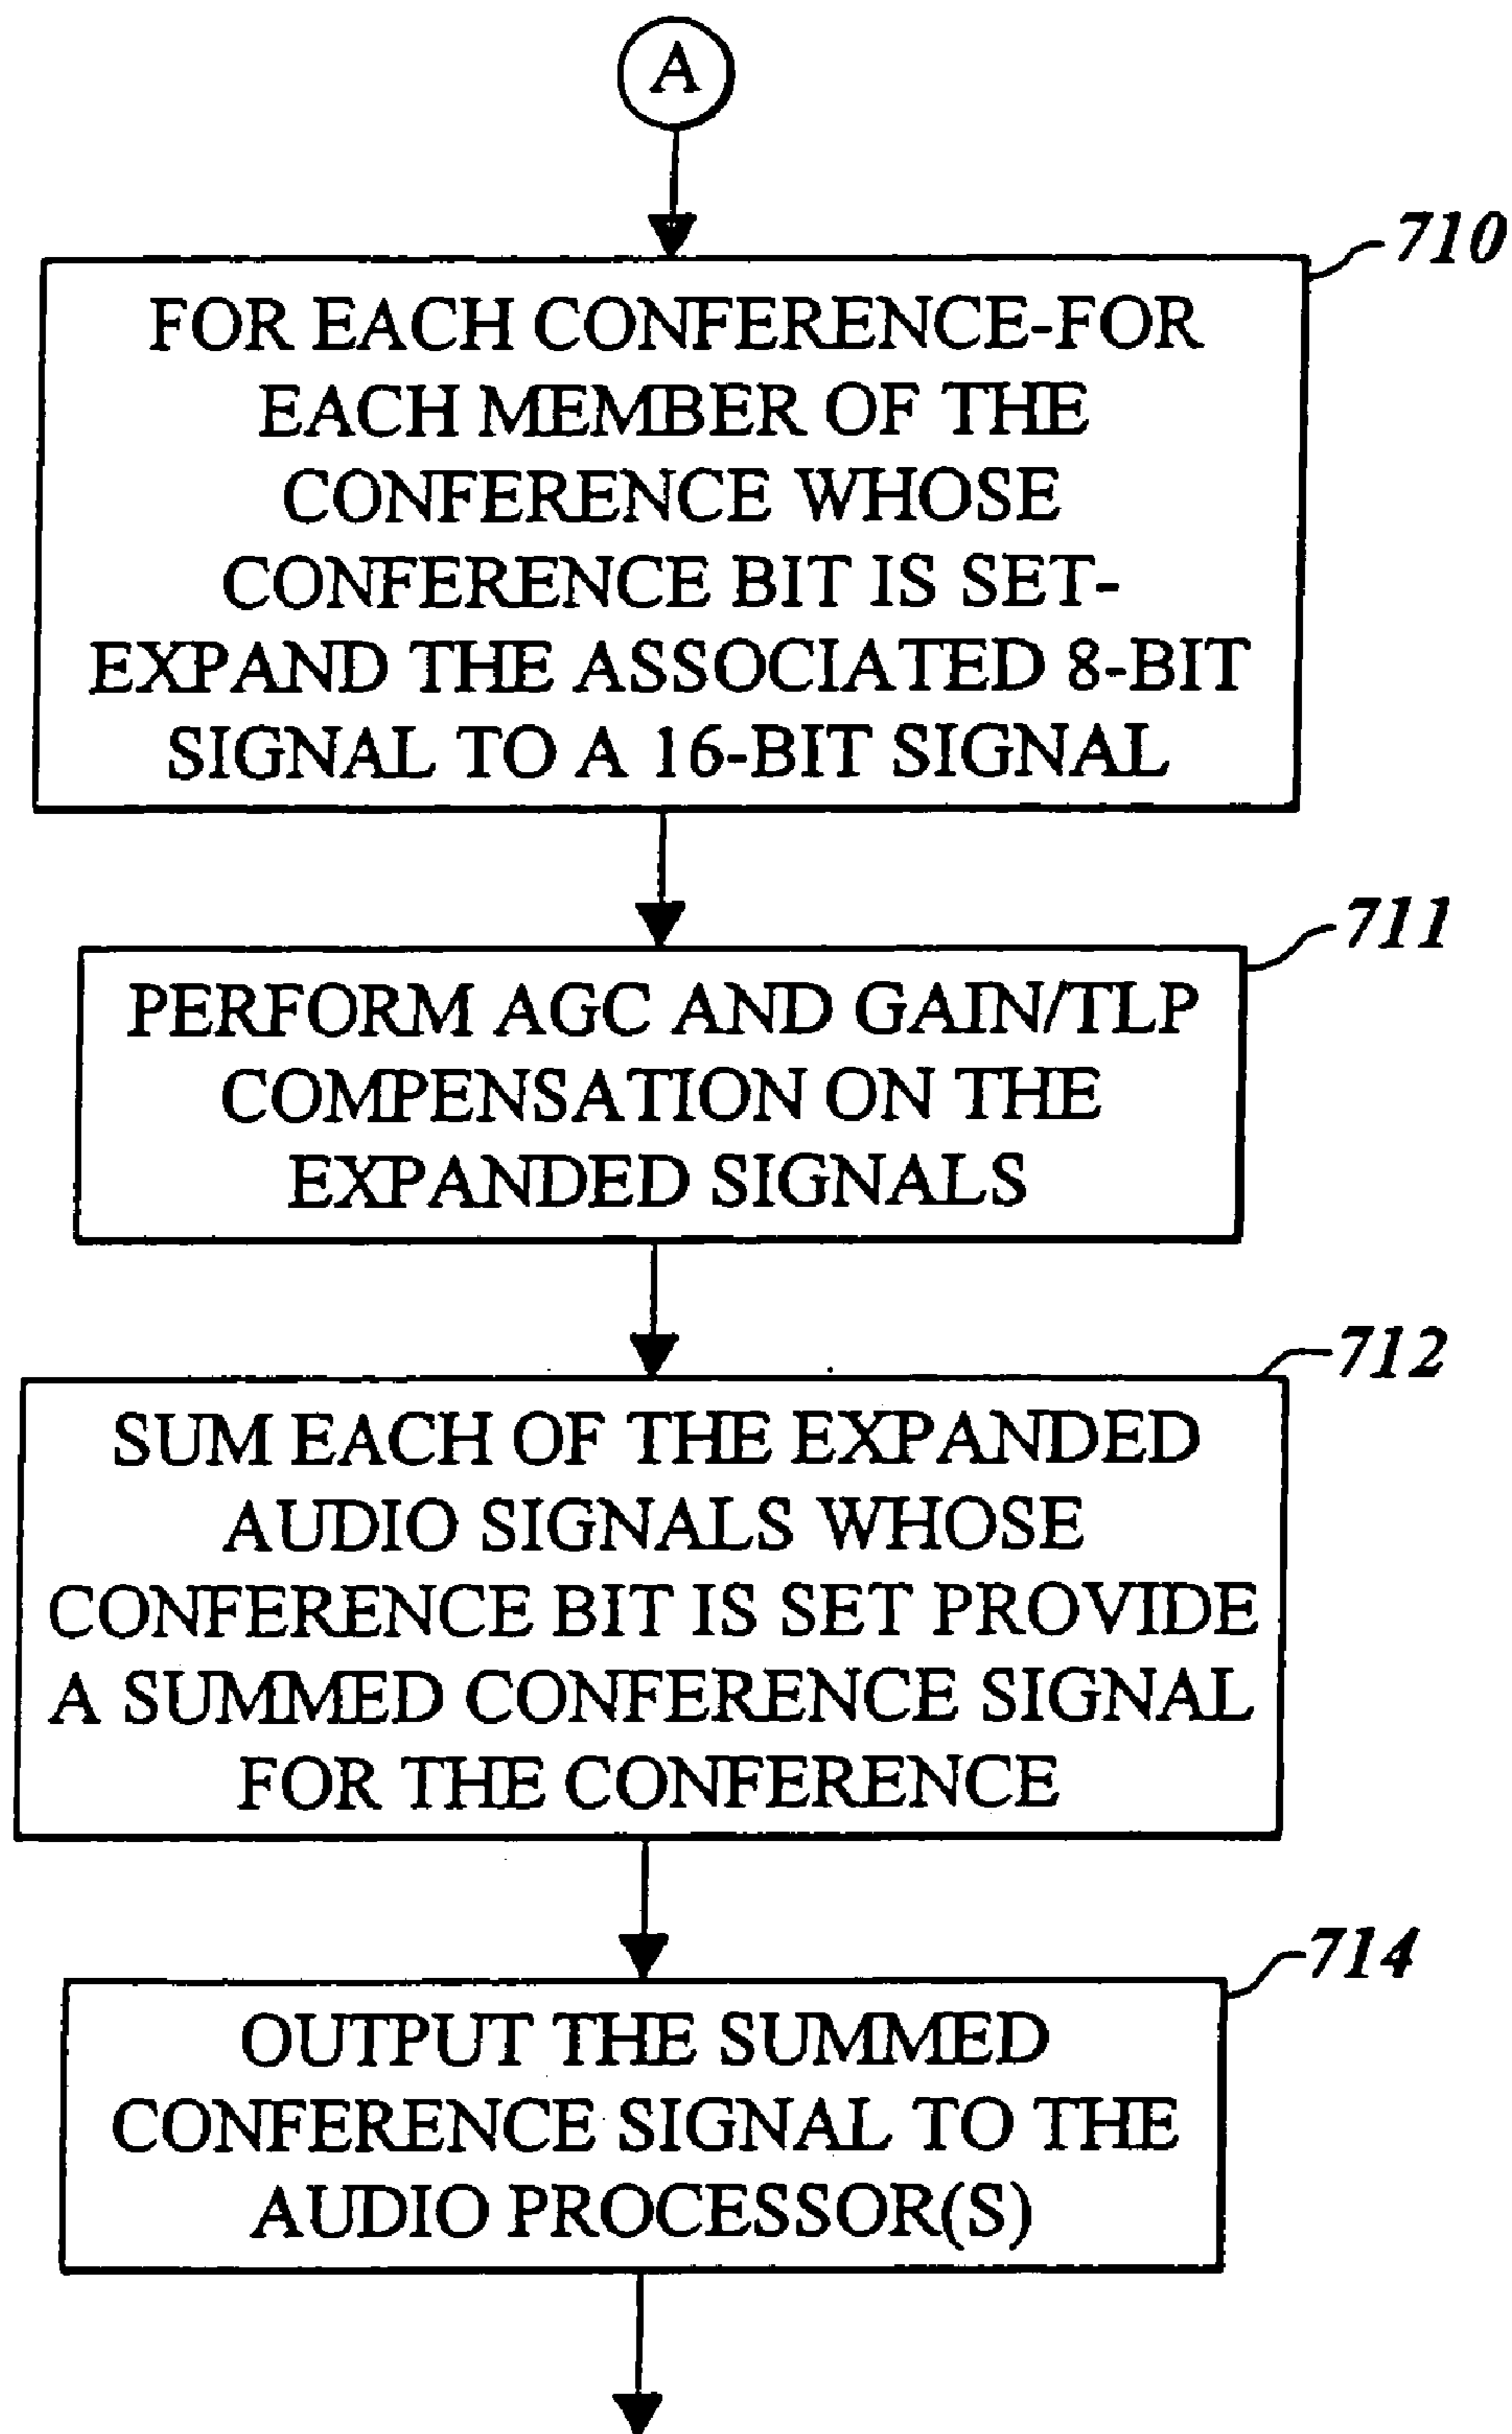 A
710
FOR EACH CONFERENCE-FOR
EACH MEMBER OF THE
CONFERENCE WHOSE
CONFERENCE BIT IS SET-
EXPAND THE ASSOCIATED 8-BIT
SIGNAL TO A 16-BIT SIGNAL
711
PERFORM AGC AND GAIN/TLP
COMPENSATION ON THE
EXPANDED SIGNALS
712
SUM EACH OF THE EXPANDED
AUDIO SIGNALS WHOSE
CONFERENCE BIT IS SET PROVIDE
A SUMMED CONFERENCE SIGNAL
FOR THE CONFERENCE
714
OUTPUT THE SUMMED
CONFERENCE SIGNAL TO THE
AUDIO PROCESSOR(S)